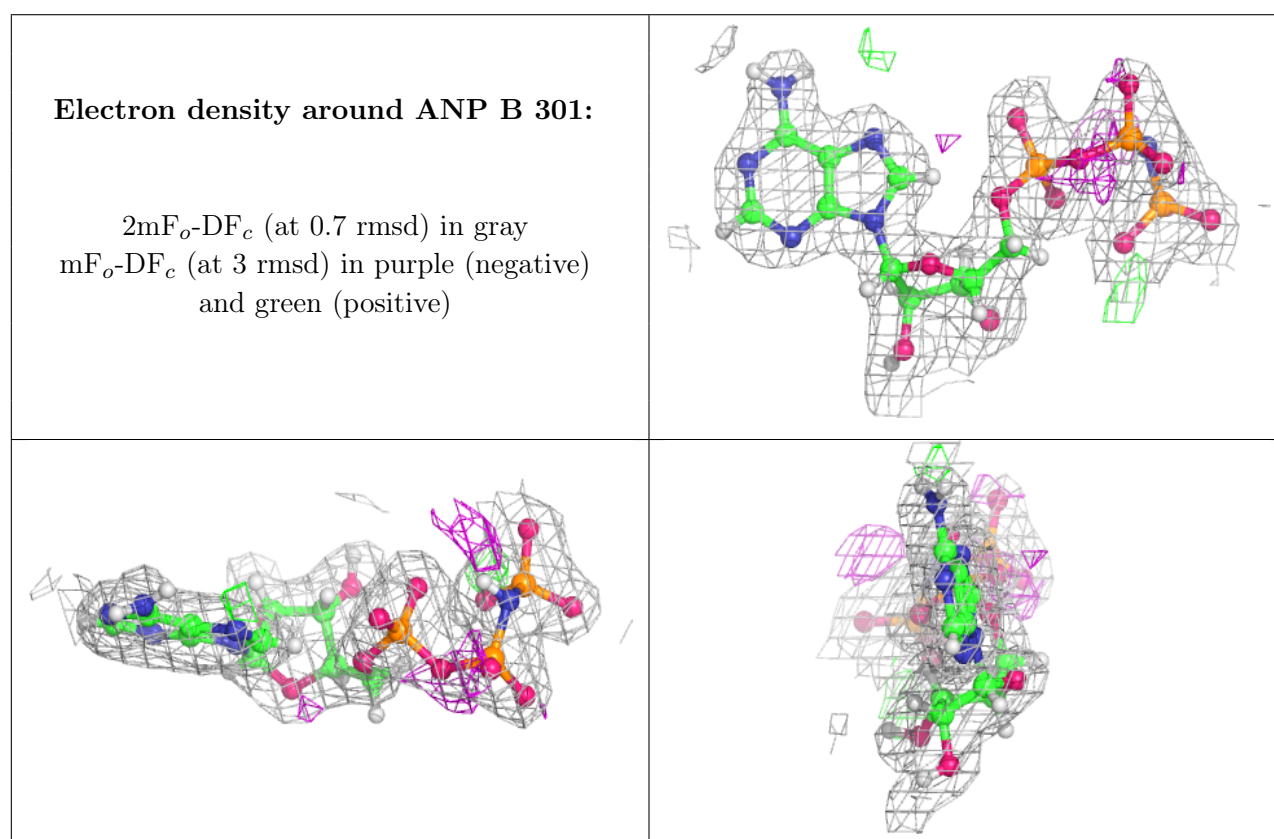 Electron density around ANP B 301:
2mFo-DFc (at 0.7 rmsd) in gray
mFo-DFc (at 3 rmsd) in purple (negative)
and green (positive)